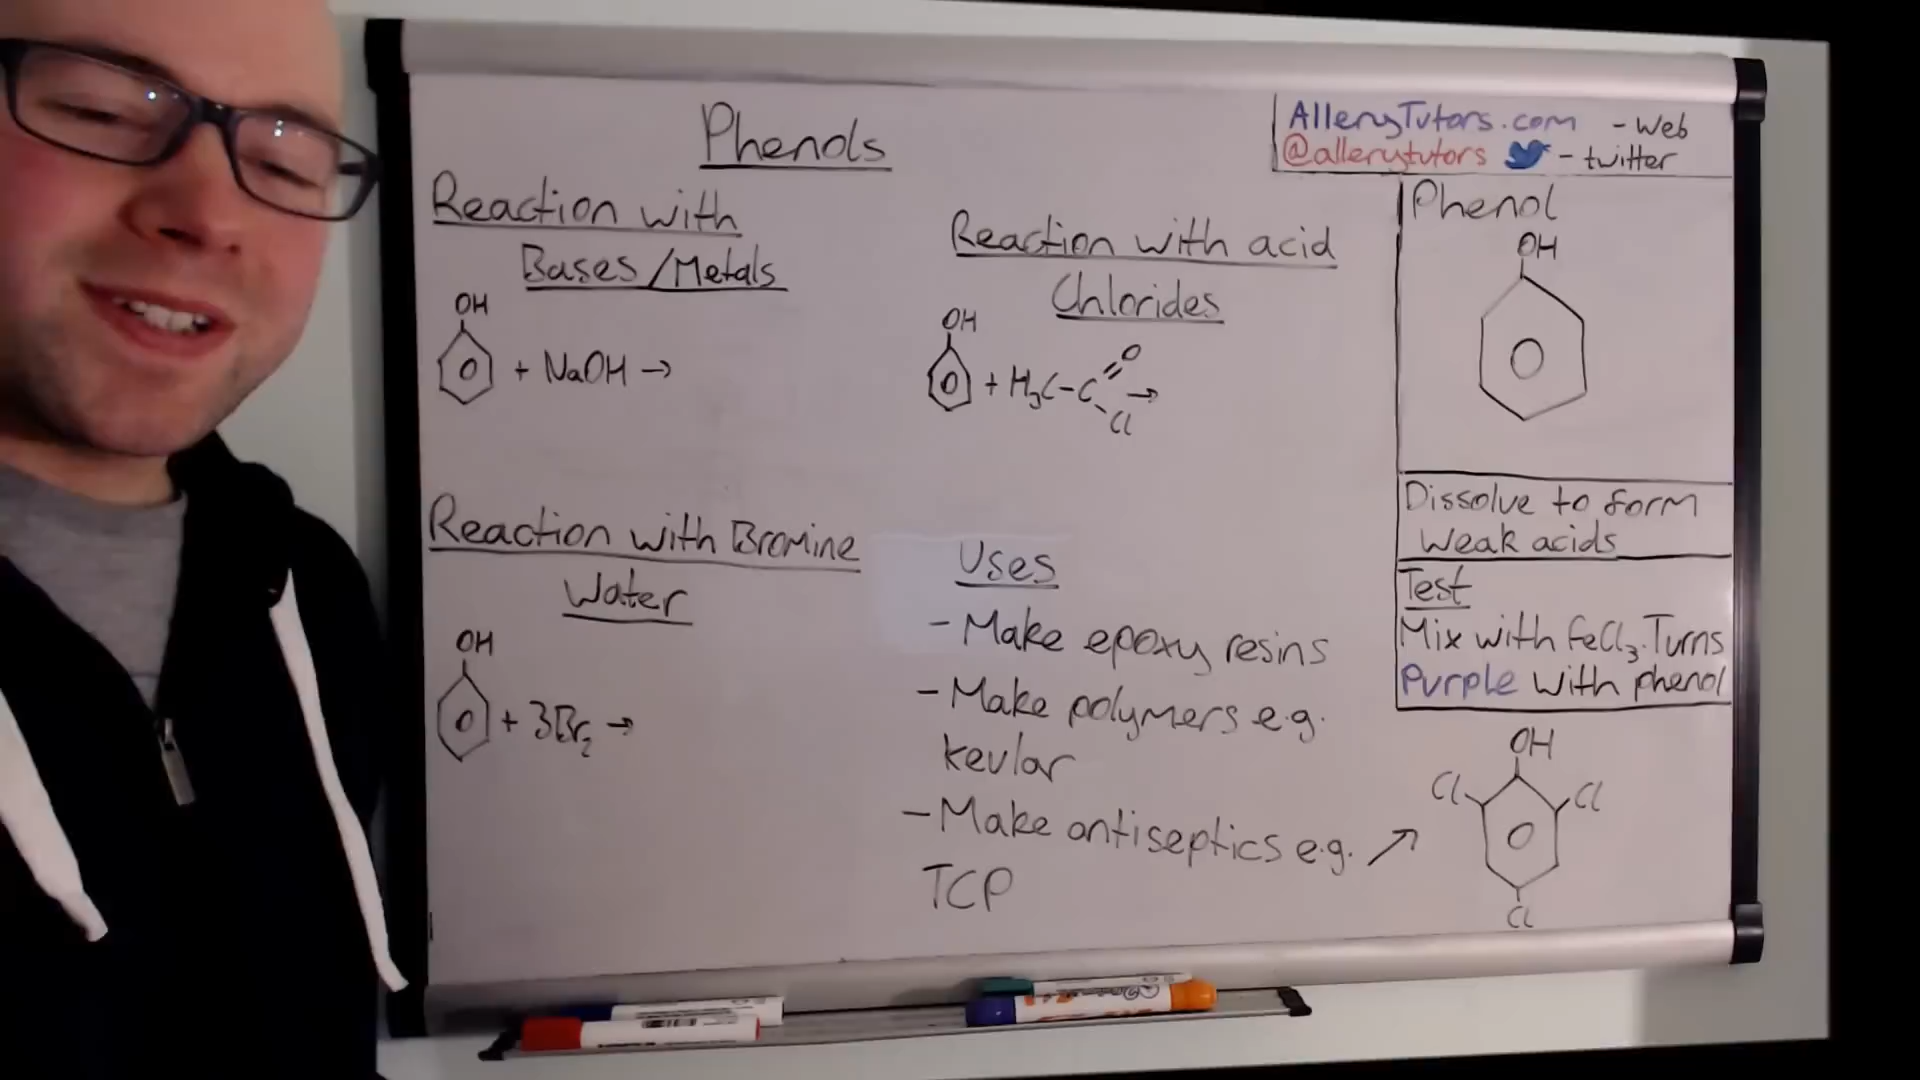 Phenols
AlleryTutors.com - Web
@allerytutors - twitter
Reaction with
Bases/Metals
OH
+ NaOH →
Reaction with acid
Chlorides
OH
+ H₃C-C
O
→
Cl
Phenol
OH
Dissolve to form
Weak acids
Test
Mix with FeCl₃. Turns
Purple with phenol
Reaction with Bromine
Water
OH
+ 3Br₂ →
Uses
- Make epoxy resins
- Make polymers e.g.
kevlar
- Make antiseptics e.g. ↗
TCP
OH
Cl
Cl
Cl